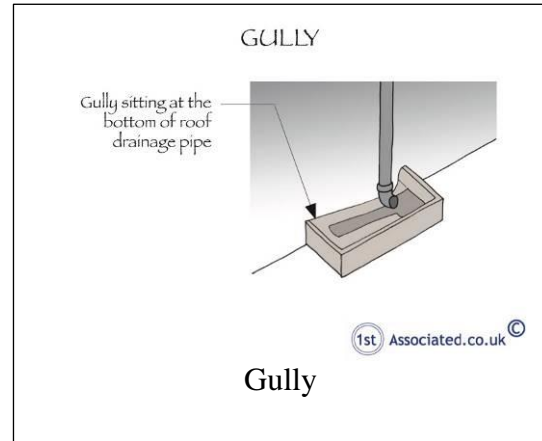 GULLY
Gully sitting at the
bottom of roof
drainage pipe
1st Associated.co.uk ©
Gully